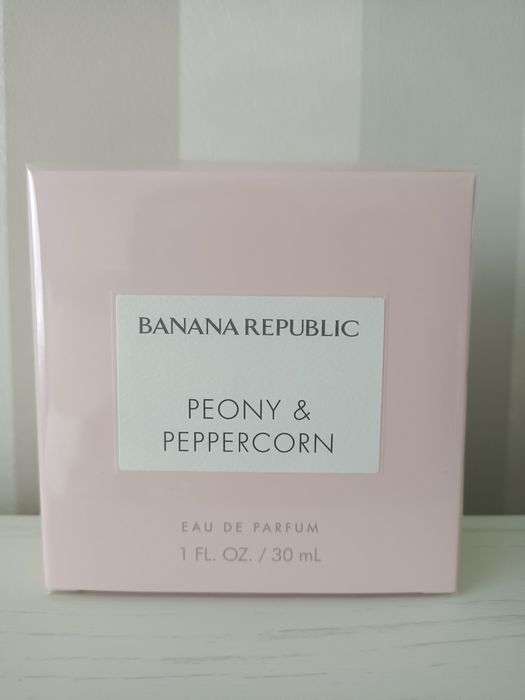 BANANA REPUBLIC
PEONY &
PEPPERCORN
EAU DE PARFUM
1 FL. OZ. / 30 mL